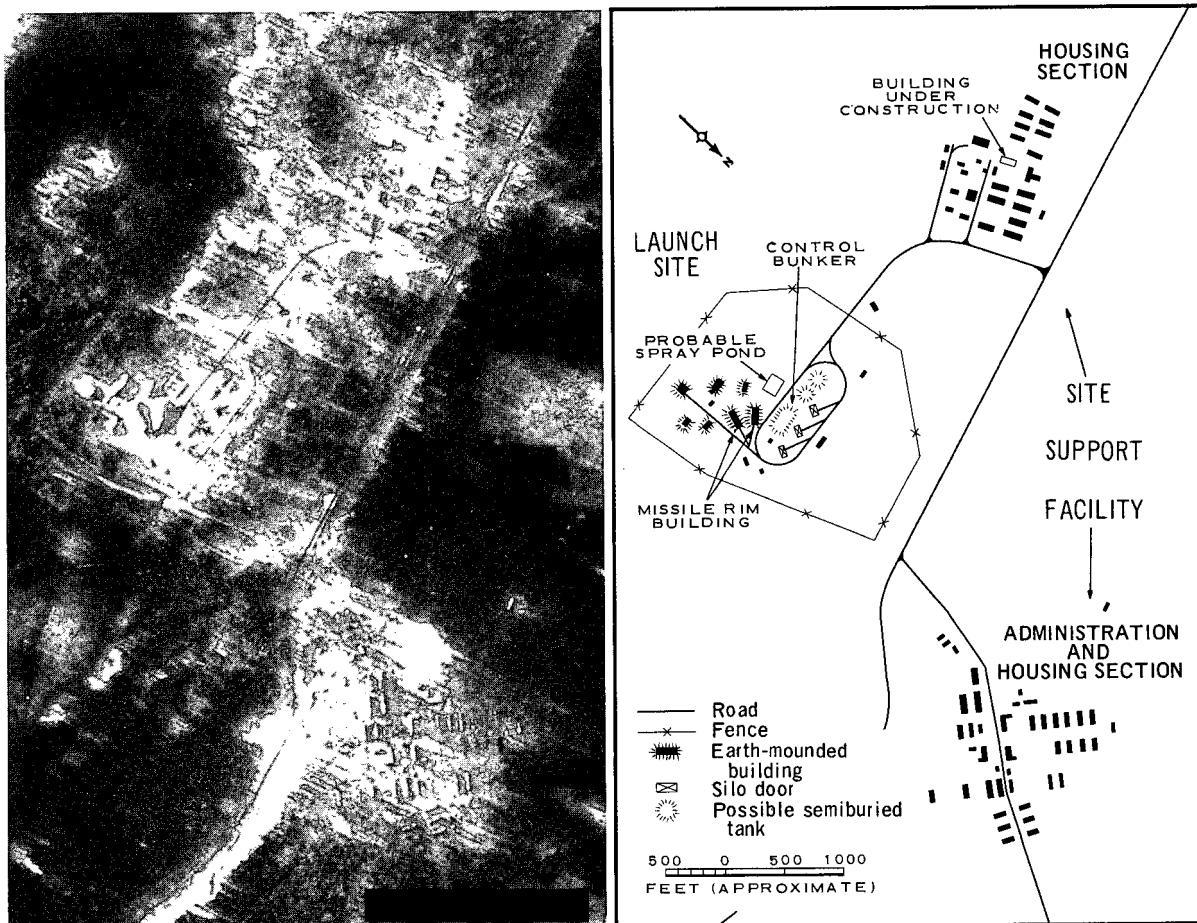 HOUSING
SECTION
BUILDING
UNDER
CONSTRUCTION
N
LAUNCH
SITE
CONTROL
BUNKER
PROBABLE
SPRAY POND
SITE
SUPPORT
FACILITY
MISSILE RIM
BUILDING
ADMINISTRATION
AND
HOUSING SECTION
Road
Fence
Earth-mounded
building
Silo door
Possible semiburied
tank
500 0 500 1000
FEET (APPROXIMATE)